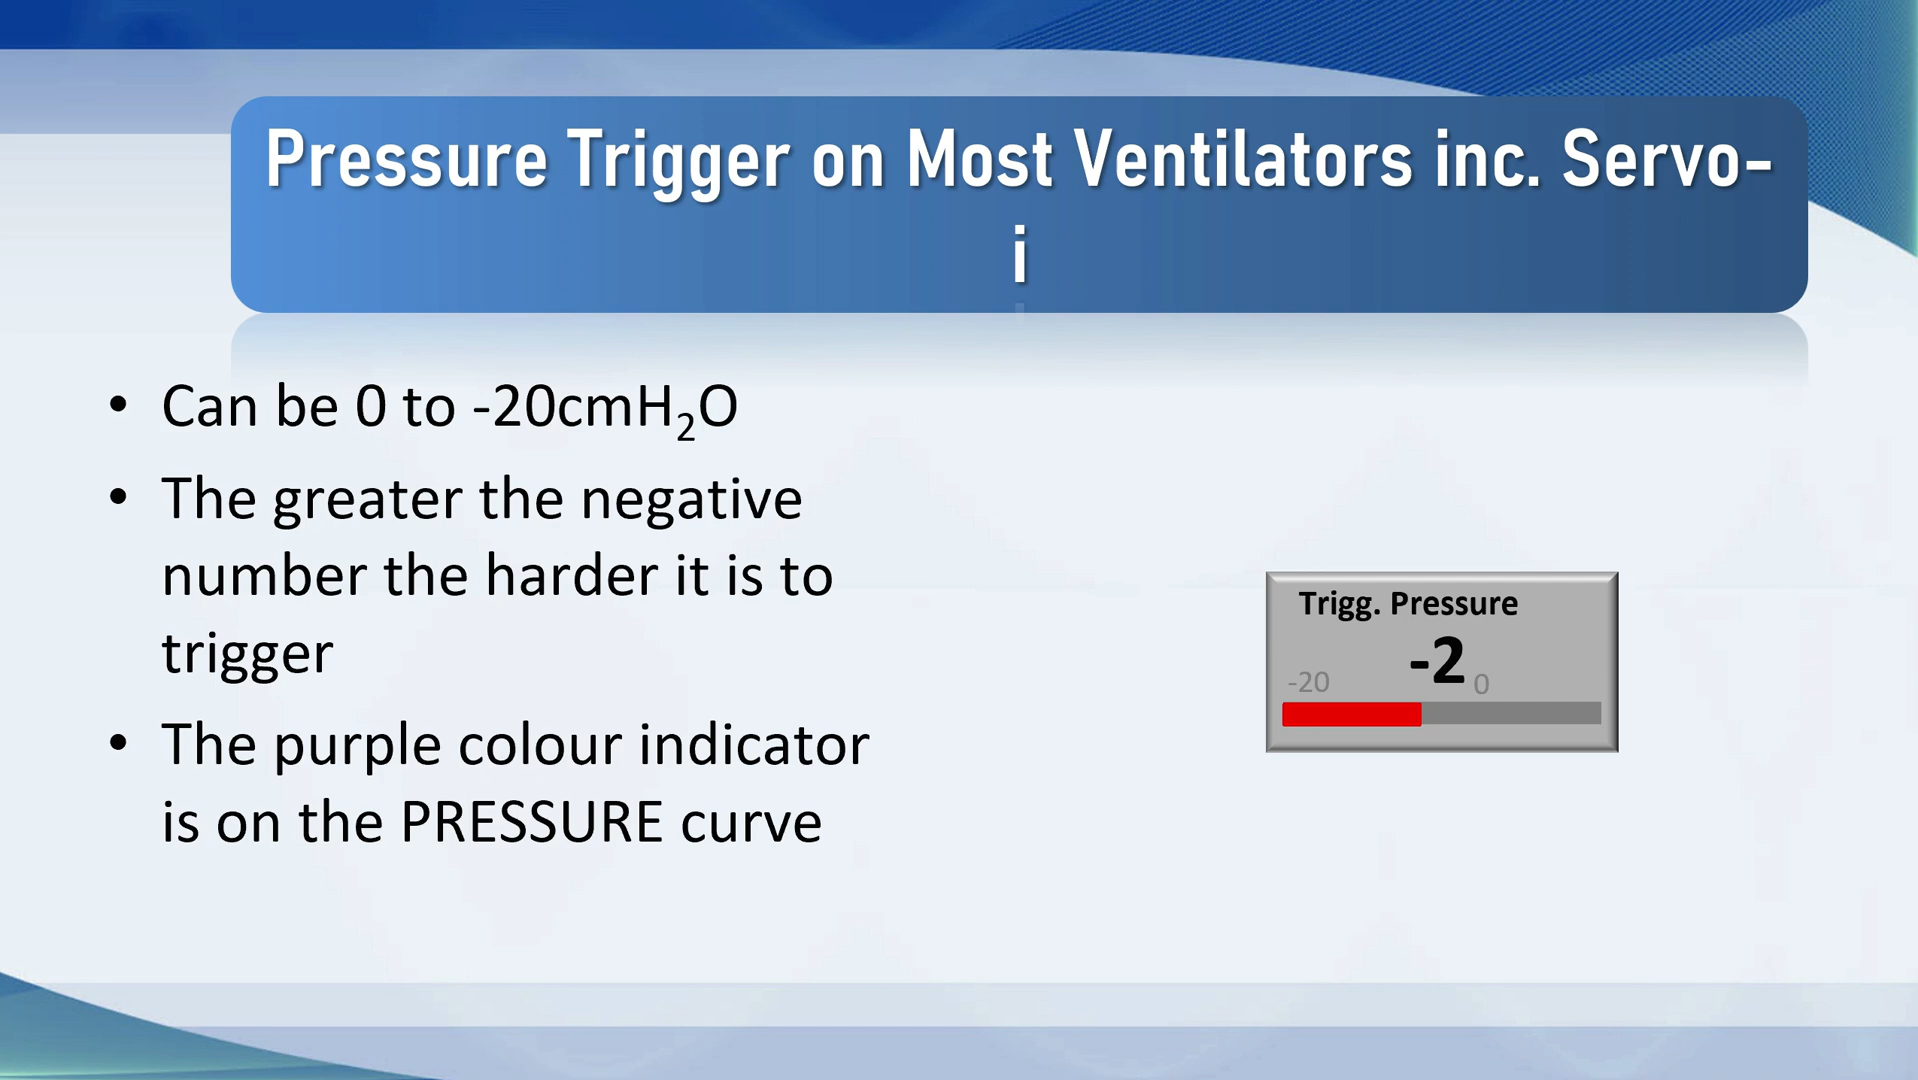 Pressure Trigger on Most Ventilators inc. Servo-
i
• Can be 0 to -20cmH₂O
• The greater the negative
number the harder it is to
trigger
• The purple colour indicator
is on the PRESSURE curve
Trigg. Pressure
-2
-20 0